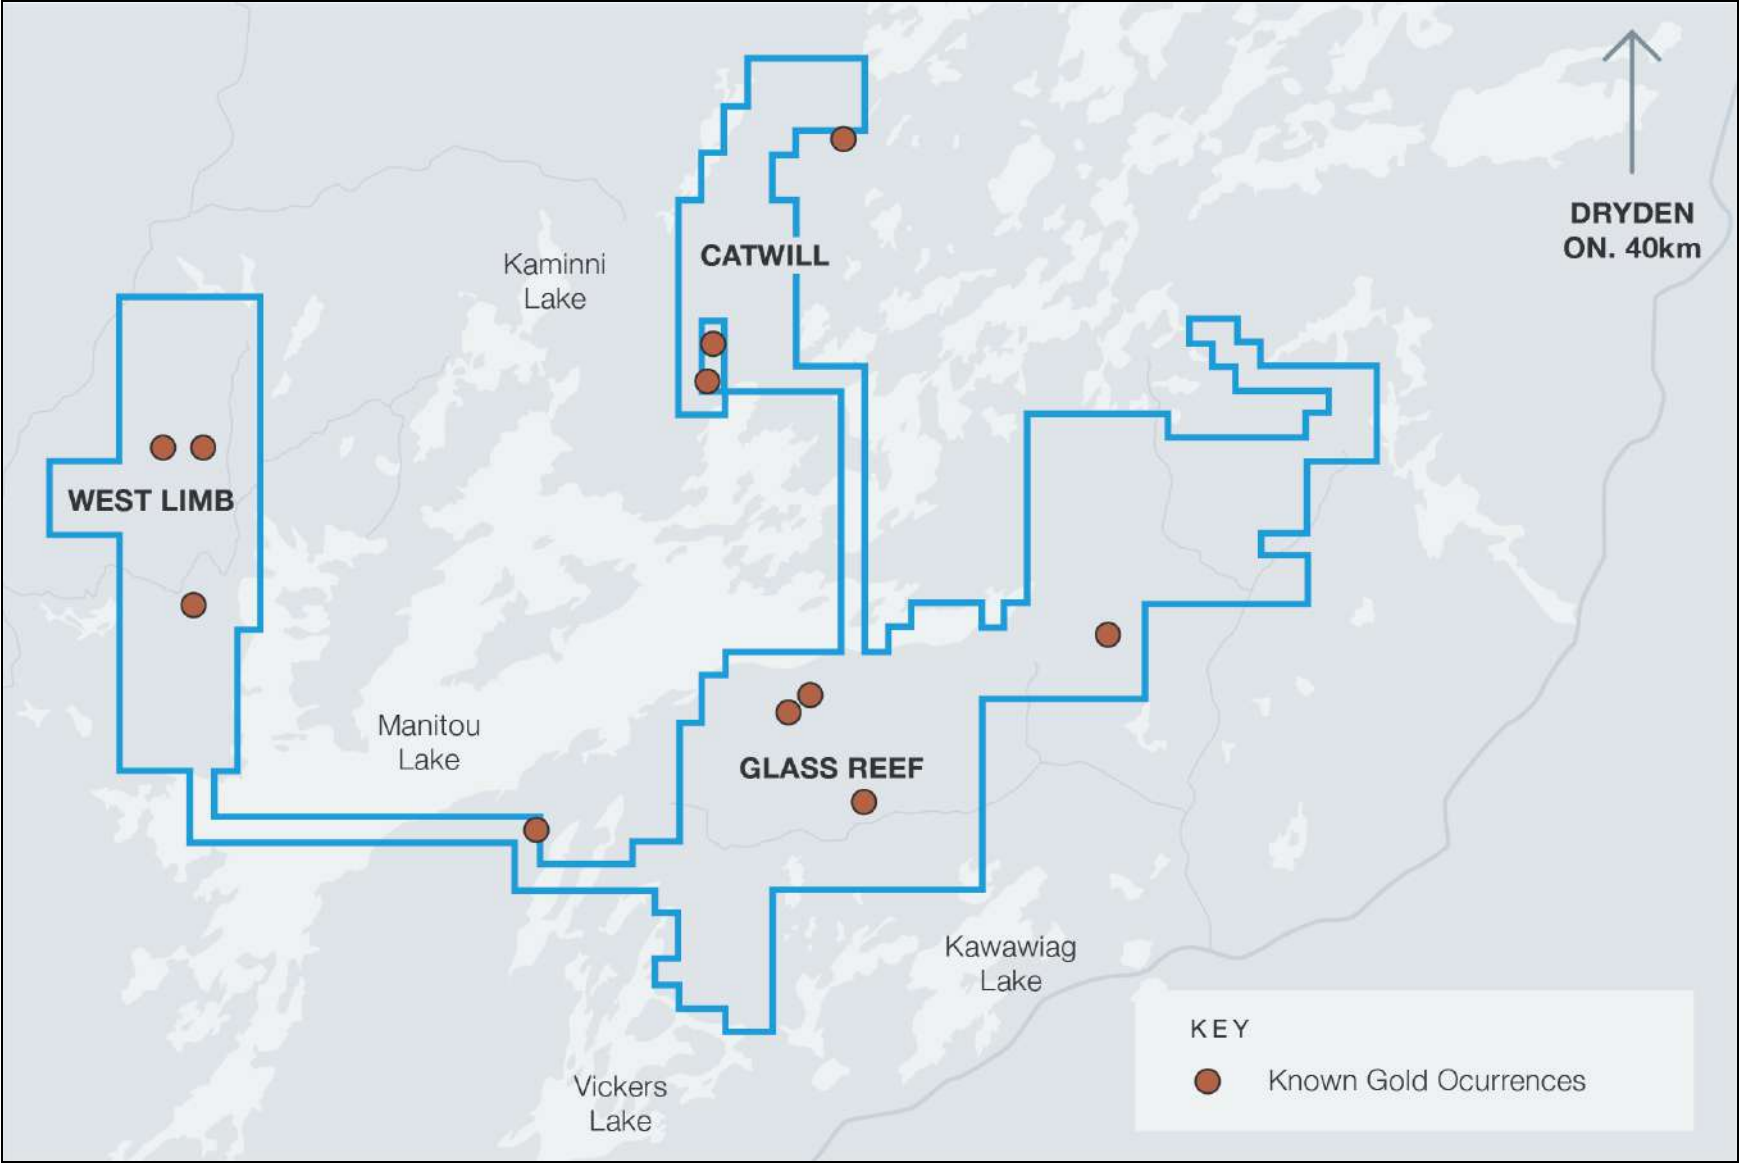 DRYDEN
ON. 40km
CATWILL
Kaminni
Lake
WEST LIMB
Manitou
Lake
GLASS REEF
Kawawiag
Lake
Vickers
Lake
KEY
Known Gold Ocurrences